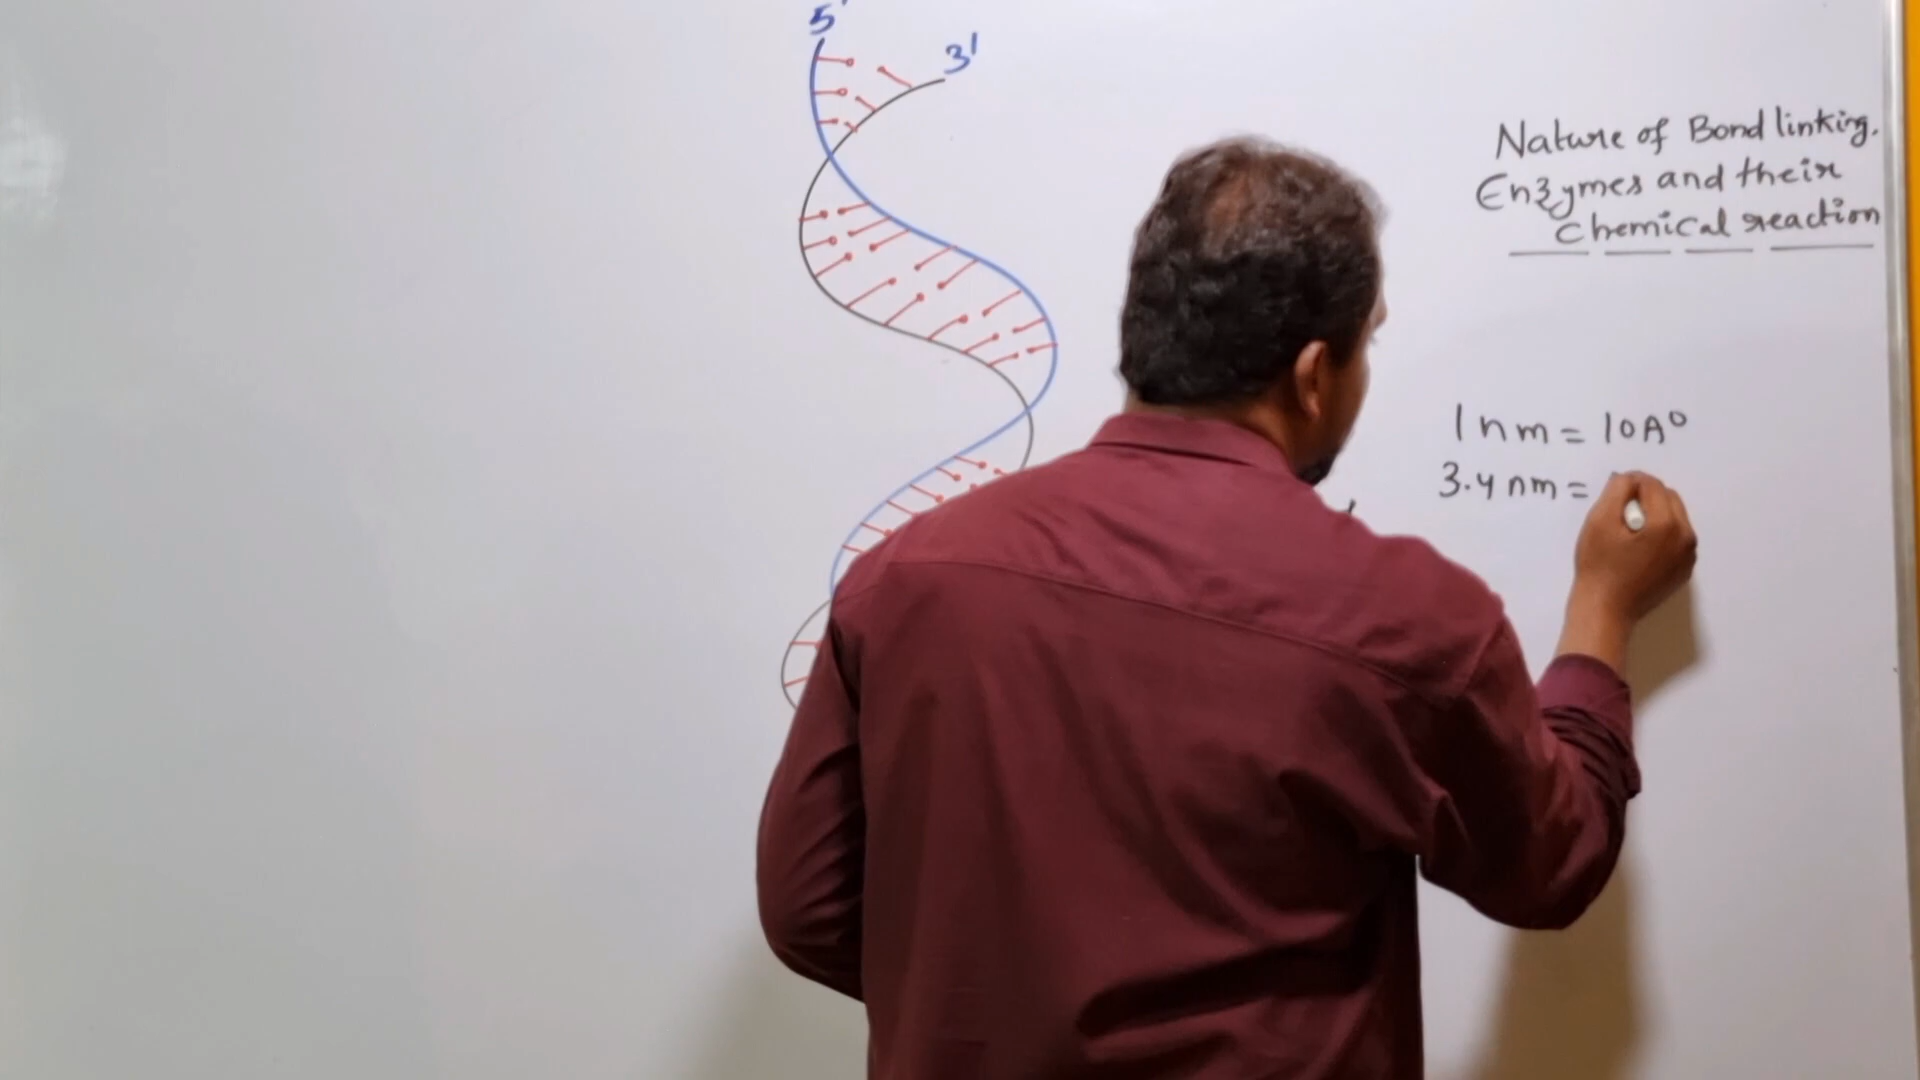 5'
3'
Nature of Bond linking.
Enzymes and their
chemical reaction
1 nm = 10A°
3.4 nm =